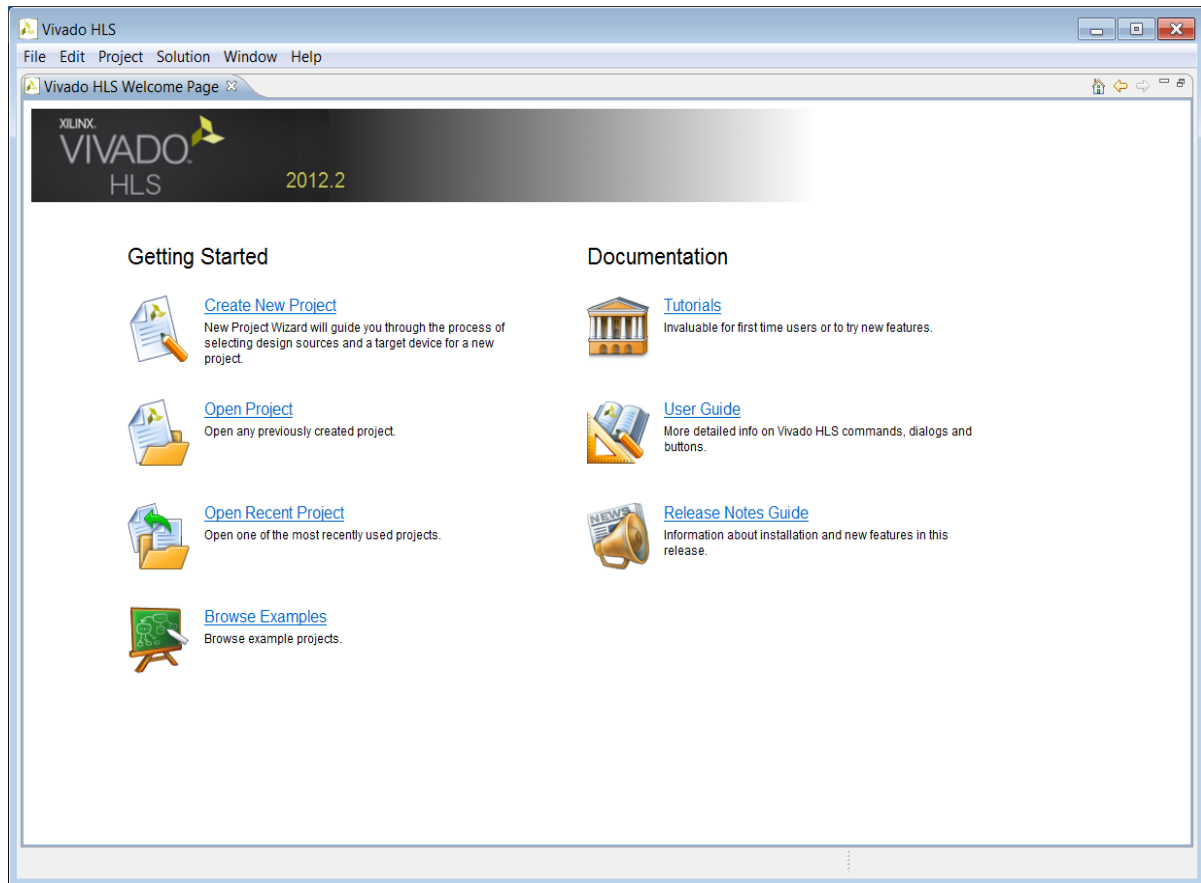 Vivado HLS
File Edit Project Solution Window Help
Vivado HLS Welcome Page
XILINX
VIVADO
HLS
2012.2
Getting Started
Create New Project
New Project Wizard will guide you through the process of
selecting design sources and a target device for a new
project.
Open Project
Open any previously created project.
Open Recent Project
Open one of the most recently used projects.
Browse Examples
Browse example projects.
Documentation
Tutorials
Invaluable for first time users or to try new features.
User Guide
More detailed info on Vivado HLS commands, dialogs and
buttons.
NEWS
Release Notes Guide
Information about installation and new features in this
release.